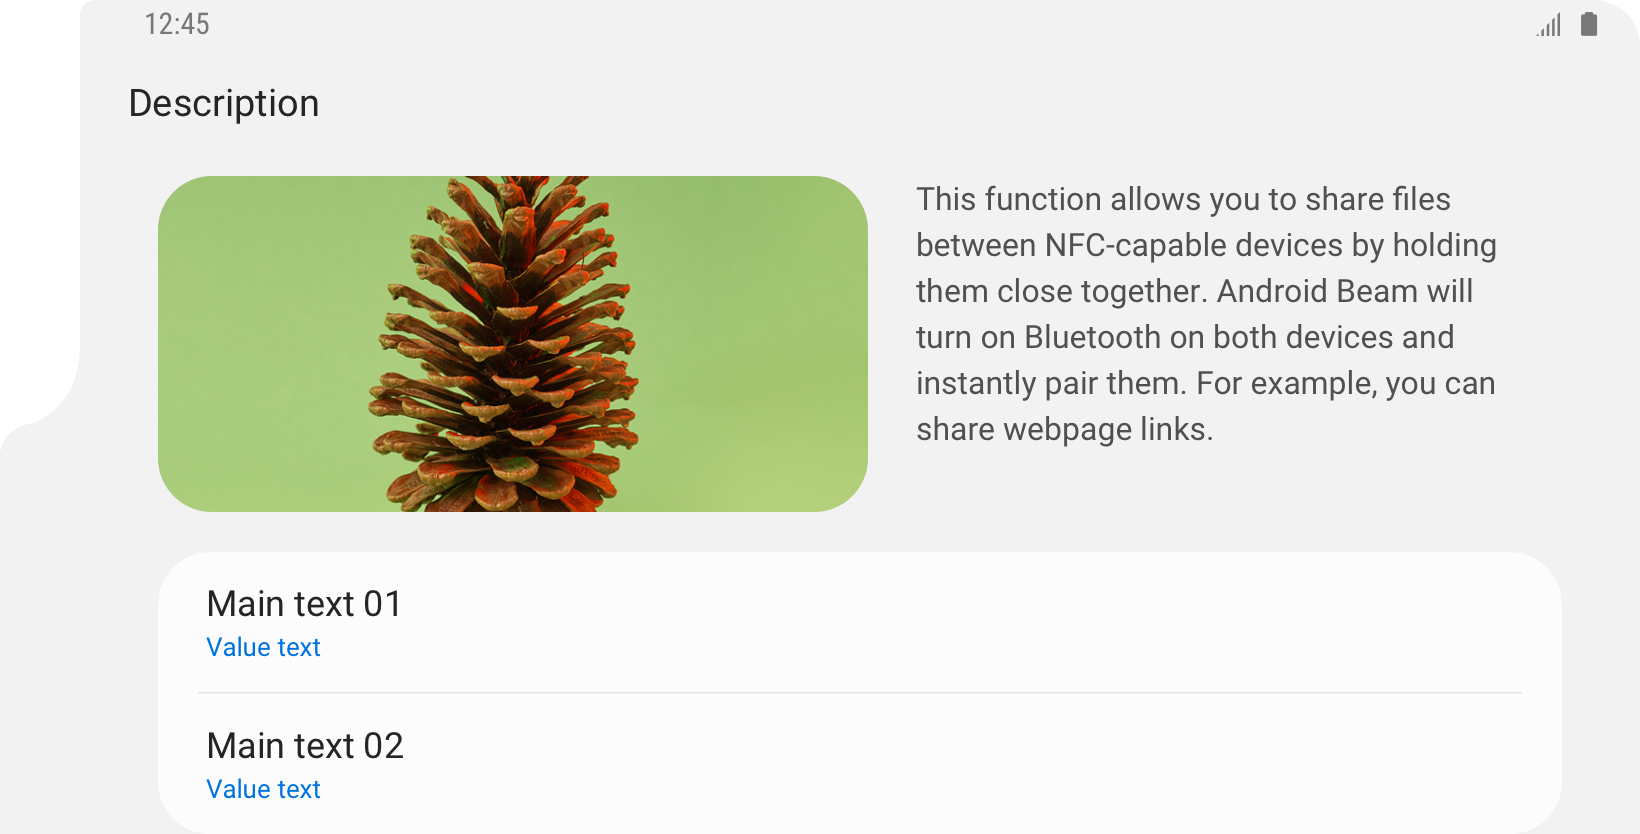 12:45
Description
This function allows you to share files
between NFC-capable devices by holding
them close together. Android Beam will
turn on Bluetooth on both devices and
instantly pair them. For example, you can
share webpage links.
Main text 01
Value text
Main text 02
Value text